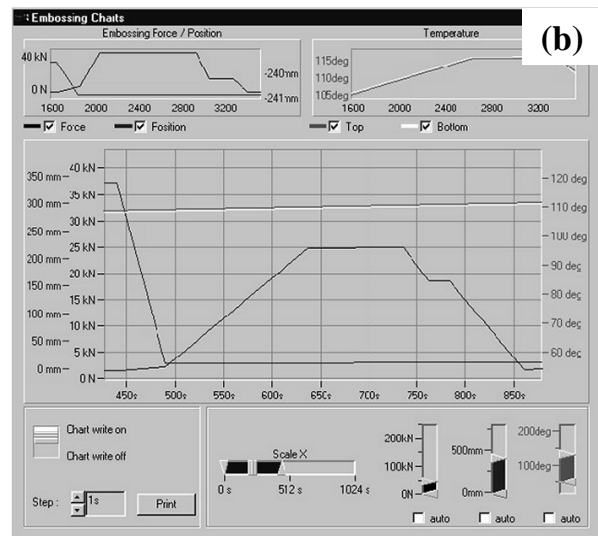 Embossing Charts
(b)
Embossing Force / Position
40 kN
0 N
-240mm
-241mm
1600 2000 2400 2800 3200
Force Position
Temperature
115deg
110deg
105deg
1600 2000 2400 2800 3200
Top Bottom
350 mm 40 kN 120 deg
300 mm 35 kN 110 deg
250 mm 30 kN 100 deg
200 mm 25 kN 90 deg
150 mm 20 kN 80 deg
100 mm 15 kN 70 deg
50 mm 10 kN 60 deg
0 mm 5 kN
0 N
450s 500s 550s 600s 650s 700s 750s 800s 850s
Chart write on
Chart write off
Step : 1s Print
Scale X
0 s 512 s 1024 s
200kN
100kN
0N
auto
500mm
0mm
auto
200deg
100deg
auto